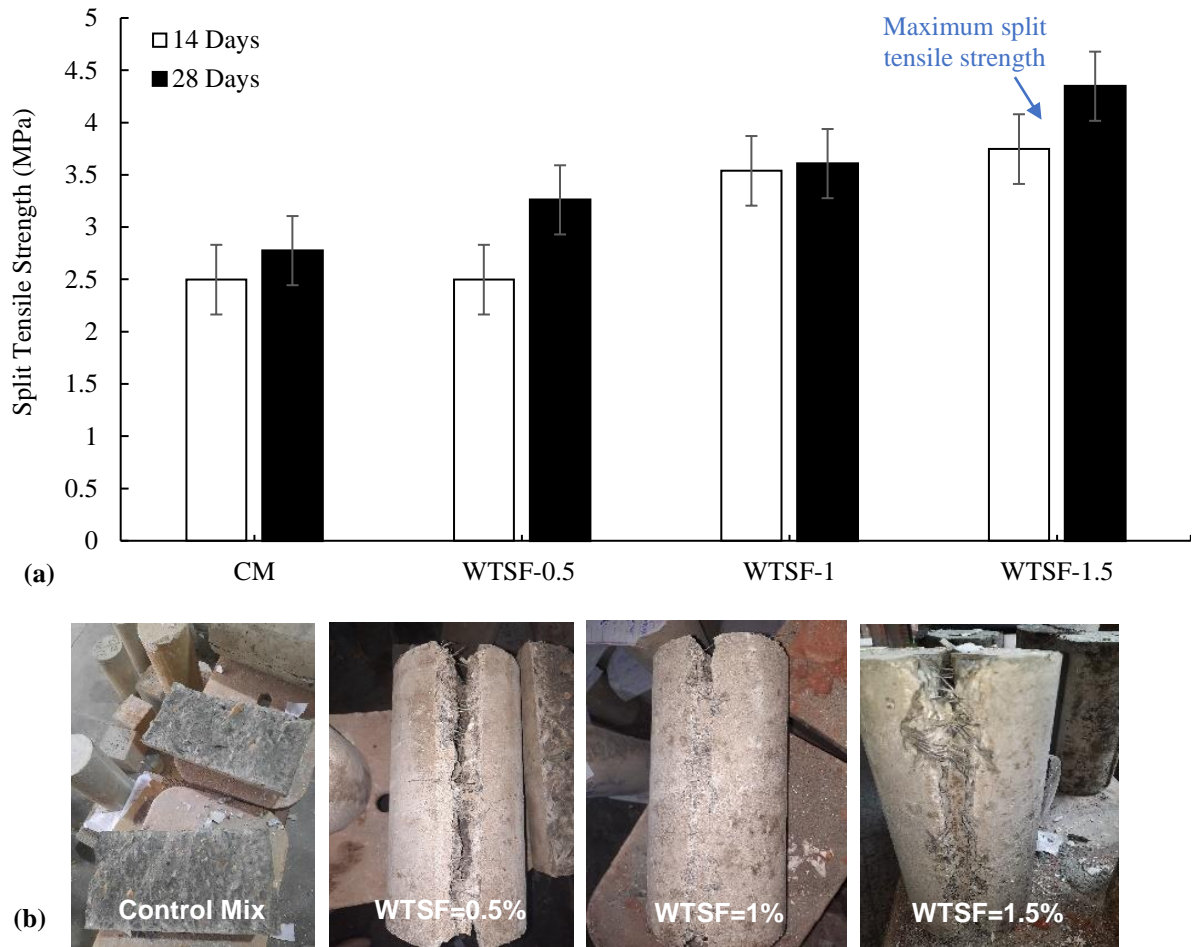 5
4.5
4
3.5
3
2.5
2
1.5
1
0.5
0
Split Tensile Strength (MPa)
14 Days
28 Days
Maximum split
tensile strength
(a)
CM WTSF-0.5 WTSF-1 WTSF-1.5
(b)
Control Mix WTSF=0.5% WTSF=1% WTSF=1.5%